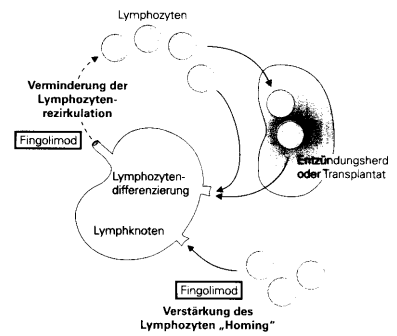 Lymphozyten
Verminderung der
Lymphozyten-
rezirkulation
Fingolimod
Entzündungsherd
oder Transplantat
Lymphozyten-
differenzierung
Lymphknoten
Fingolimod
Verstärkung des
Lymphozyten „Homing“